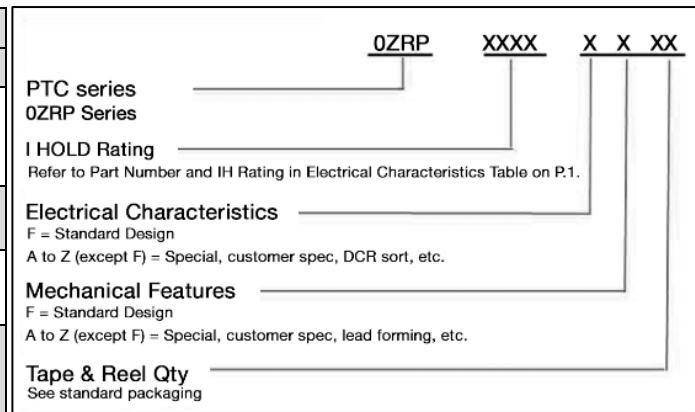 0ZRP XXXX X X XX
PTC series
0ZRP Series
I HOLD Rating
Refer to Part Number and IH Rating in Electrical Characteristics Table on P.1.
Electrical Characteristics
F = Standard Design
A to Z (except F) = Special, customer spec, DCR sort, etc.
Mechanical Features
F = Standard Design
A to Z (except F) = Special, customer spec, lead forming, etc.
Tape & Reel Qty
See standard packaging